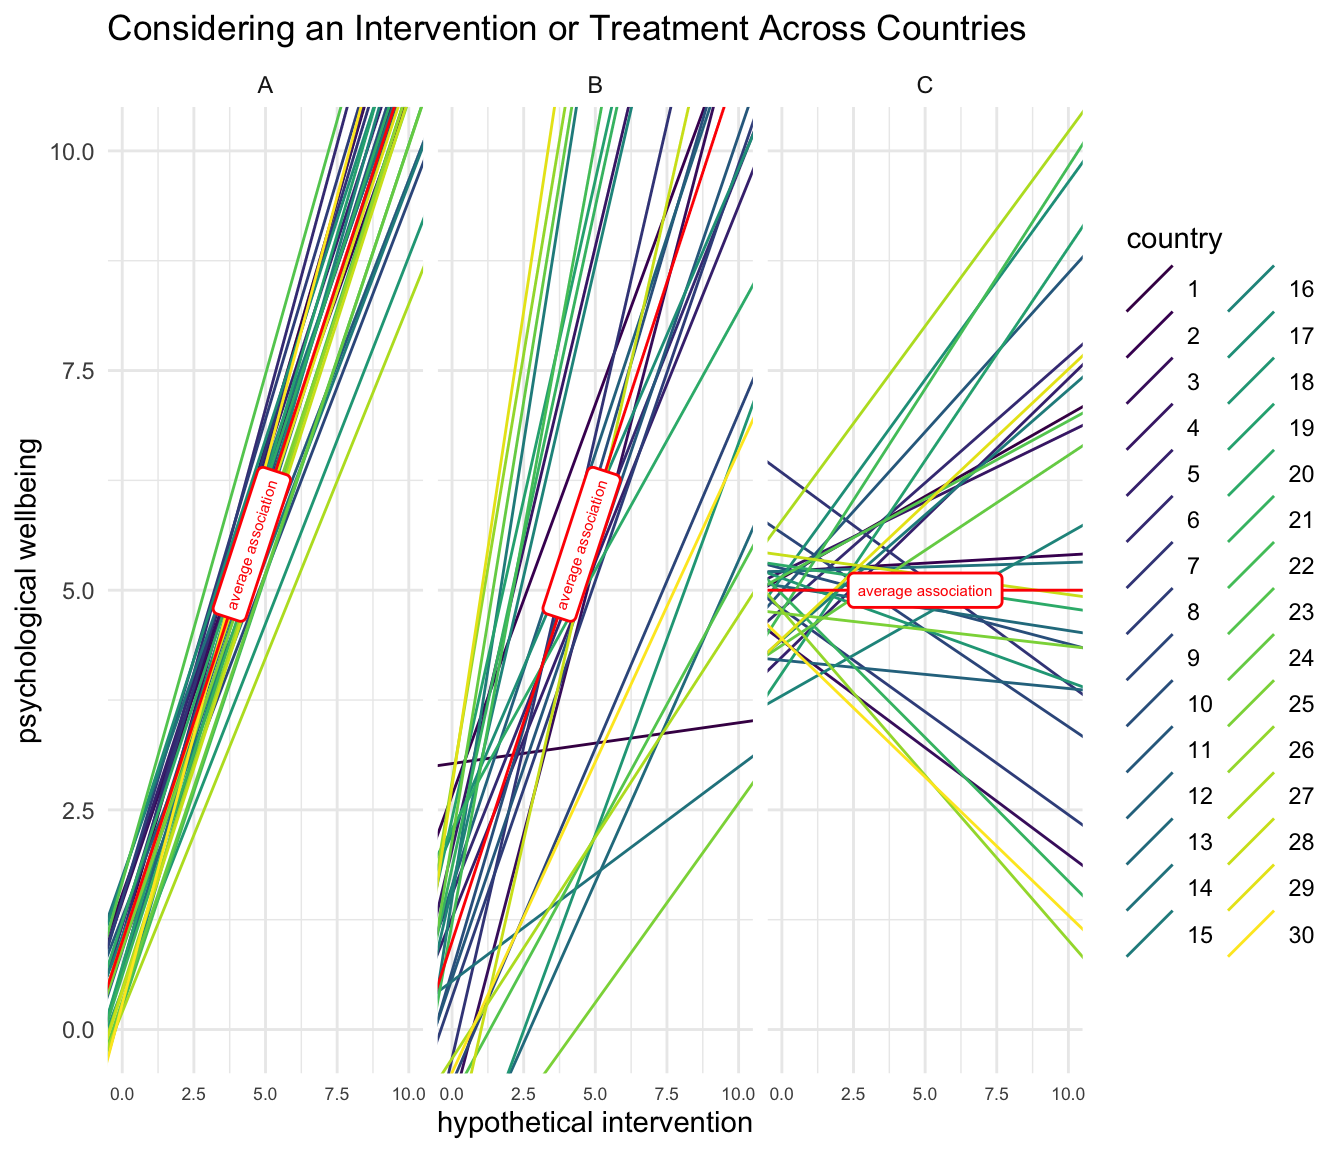 Considering an Intervention or Treatment Across Countries
A B C
10.0
7.5
5.0
2.5
0.0
psychological wellbeing
average association
average association
average association
0.0 2.5 5.0 7.5 10.0 0.0 2.5 5.0 7.5 10.0 0.0 2.5 5.0 7.5 10.0
hypothetical intervention
country
1 16
2 17
3 18
4 19
5 20
6 21
7 22
8 23
9 24
10 25
11 26
12 27
13 28
14 29
15 30